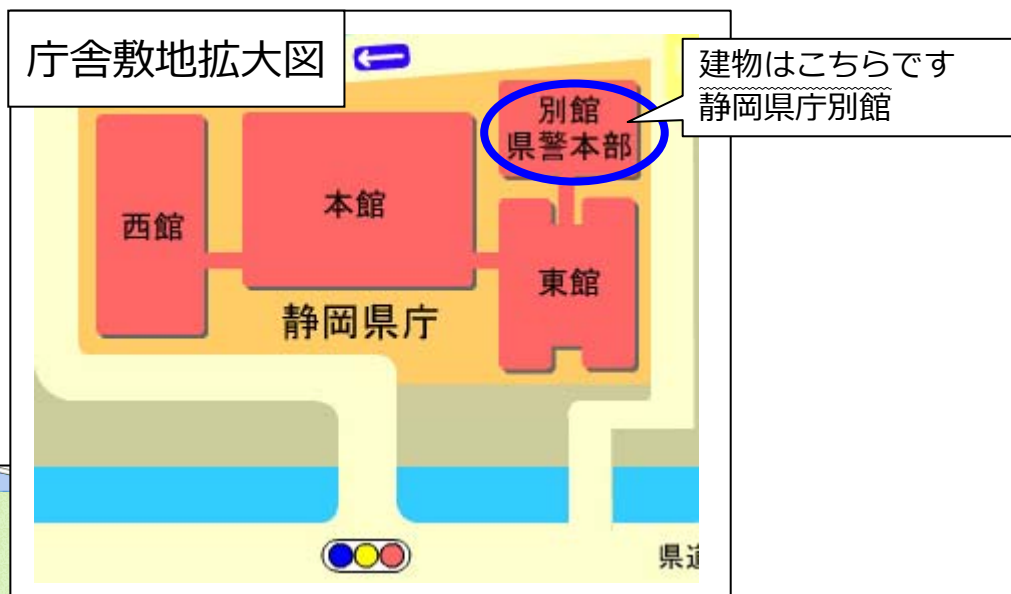 庁舎敷地拡大図
建物はこちらです
静岡県庁別館
別館
県警本部
本館
西館
東館
静岡県庁
県道